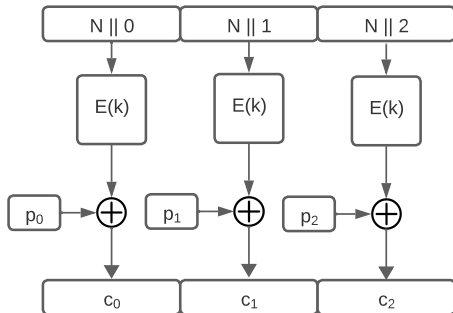 N || 0 N || 1 N || 2
E(k) E(k) E(k)
p0 p1 p2
c0 c1 c2